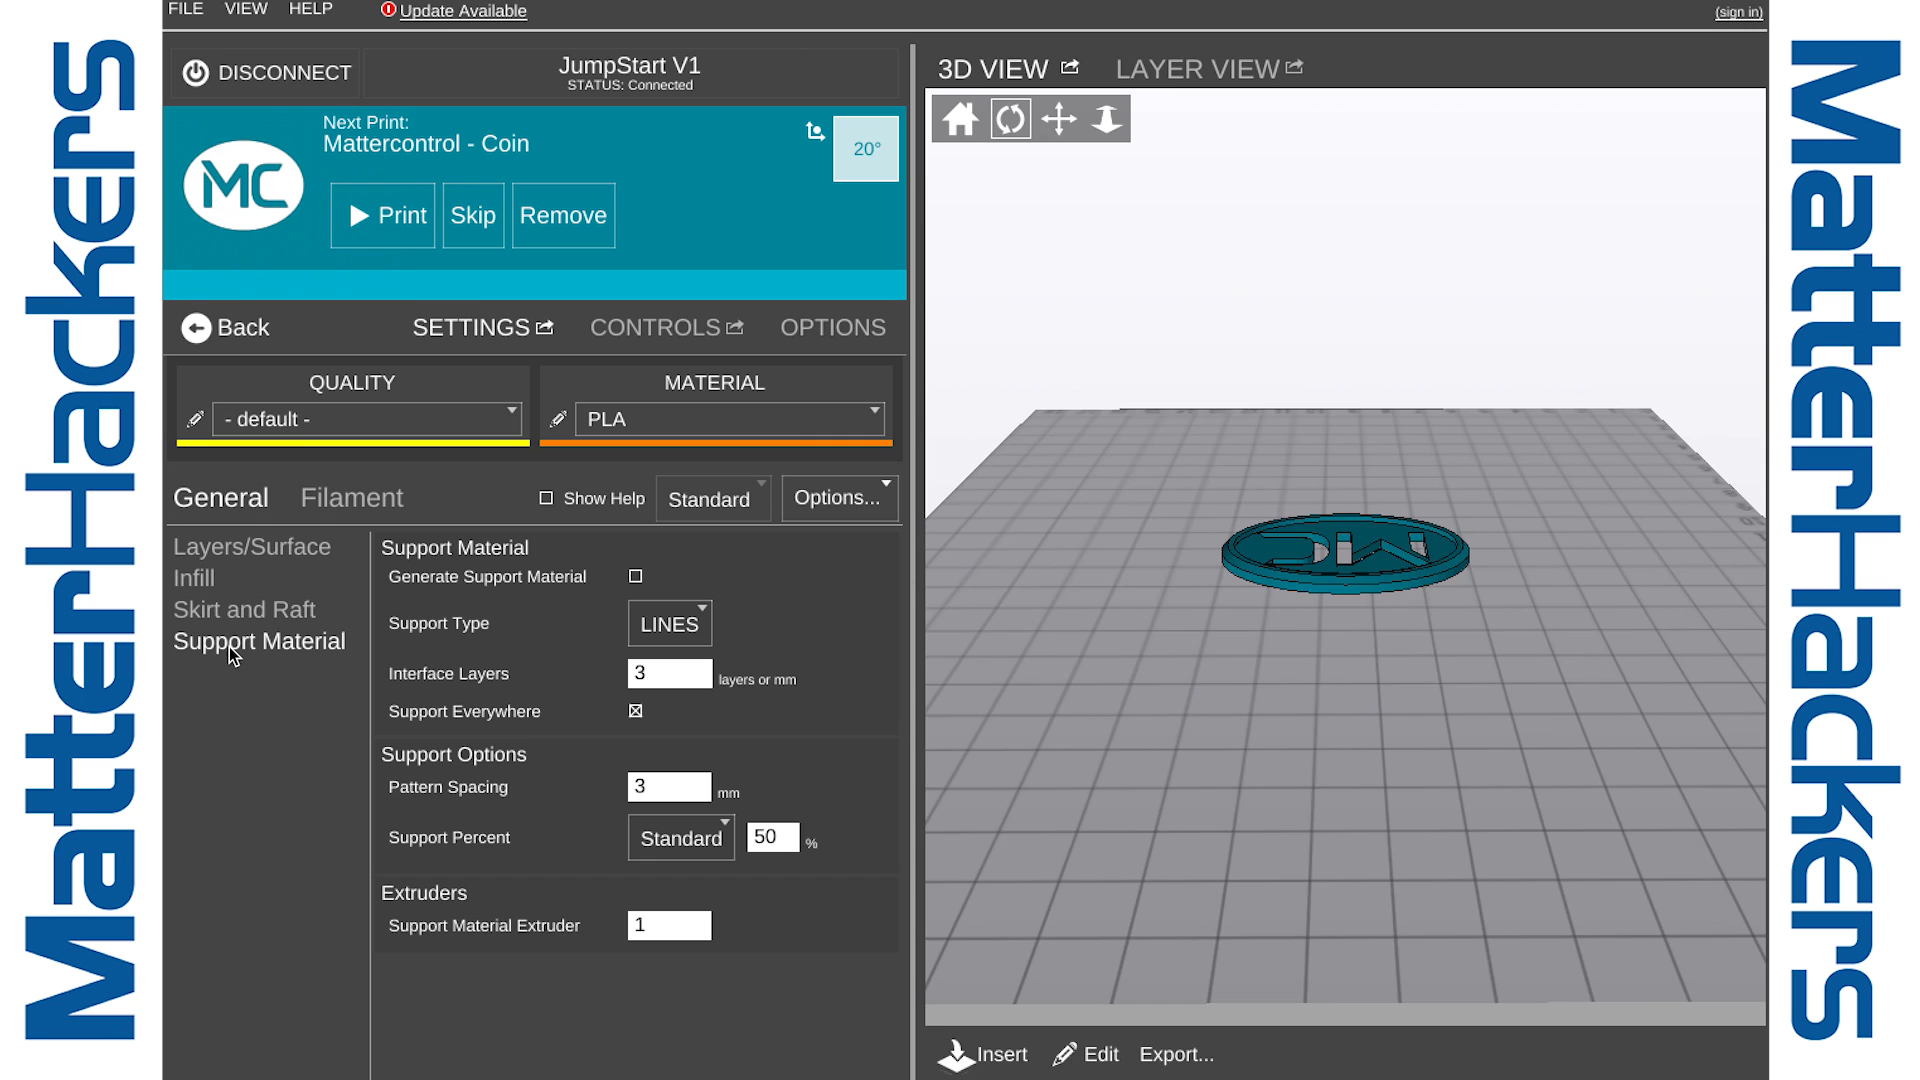 MatterHackers
FILE VIEW HELP Update Available (sign in)
DISCONNECT
JumpStart V1
STATUS: Connected
3D VIEW LAYER VIEW
MC
Next Print:
Mattercontrol - Coin
20°
Print Skip Remove
Back SETTINGS CONTROLS OPTIONS
QUALITY MATERIAL
- default - PLA
General Filament Show Help Standard Options...
Layers/Surface
Infill
Skirt and Raft
Support Material
Support Material
Generate Support Material
Support Type LINES
Interface Layers 3 layers or mm
Support Everywhere
Support Options
Pattern Spacing 3 mm
Support Percent Standard 50 %
Extruders
Support Material Extruder 1
MC
Insert Edit Export...
MatterHackers